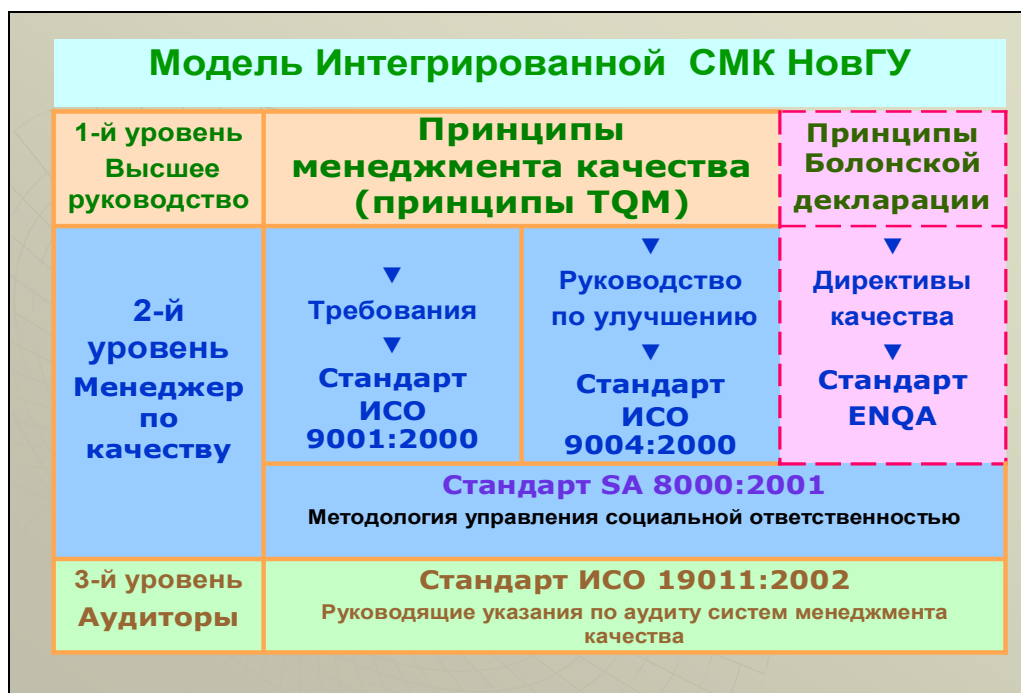 Модель Интегрированной СМК НовГУ
1-й уровень
Высшее
руководство
Принципы
менеджмента качества
(принципы TQM)
Принципы
Болонской
декларации
2-й
уровень
Менеджер
по
качеству
▼
Требования
▼
Стандарт
ИСО
9001:2000
▼
Руководство
по улучшению
▼
Стандарт
ИСО
9004:2000
▼
Директивы
качества
▼
Стандарт
ENQA
Стандарт SA 8000:2001
Методология управления социальной ответственностью
3-й уровень
Аудиторы
Стандарт ИСО 19011:2002
Руководящие указания по аудиту систем менеджмента
качества